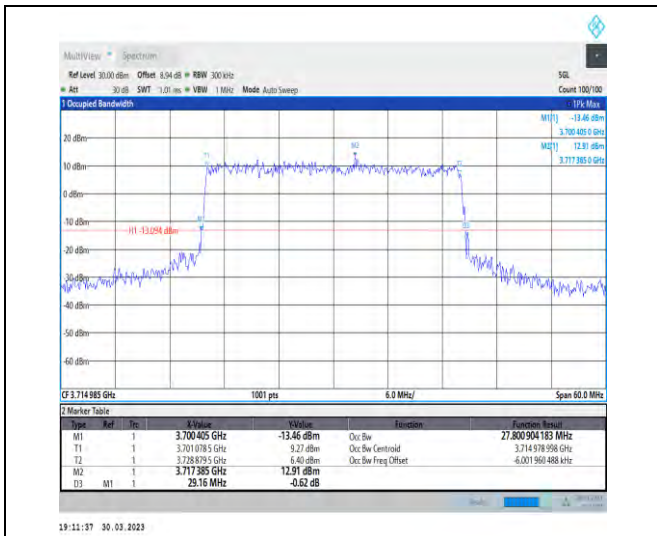 MultiView Spectrum
Ref Level 30.00 dBm Offset 8.94 dB RBW 300 kHz SGL
Att 30 dB SWT 1.01 ms VBW 1 MHz Mode Auto Sweep Count 100/100
1 Occupied Bandwidth 1Pk Max
M1[1] -13.46 dBm
3.700 405 0 GHz
M2[1] 12.91 dBm
3.717 385 0 GHz
20 dBm
10 dBm
0 dBm
-10 dBm
H1 -13.094 dBm
-20 dBm
-30 dBm
-40 dBm
-50 dBm
-60 dBm
T1
M2
CF 3.714 985 GHz 1001 pts 6.0 MHz/ Span 60.0 MHz
2 Marker Table
Type Ref Trc X-Value Y-Value Function Function Result
M1 1 3.700 405 GHz -13.46 dBm Occ Bw 27.800 904 183 MHz
T1 1 3.701 078 5 GHz 9.27 dBm Occ Bw Centroid 3.714 978 998 GHz
T2 1 3.728 879 5 GHz 6.40 dBm Occ Bw Freq Offset -6.001 960 488 kHz
M2 1 3.717 385 GHz 12.91 dBm
D3 M1 1 29.16 MHz -0.62 dB
19:11:37 30.03.2023